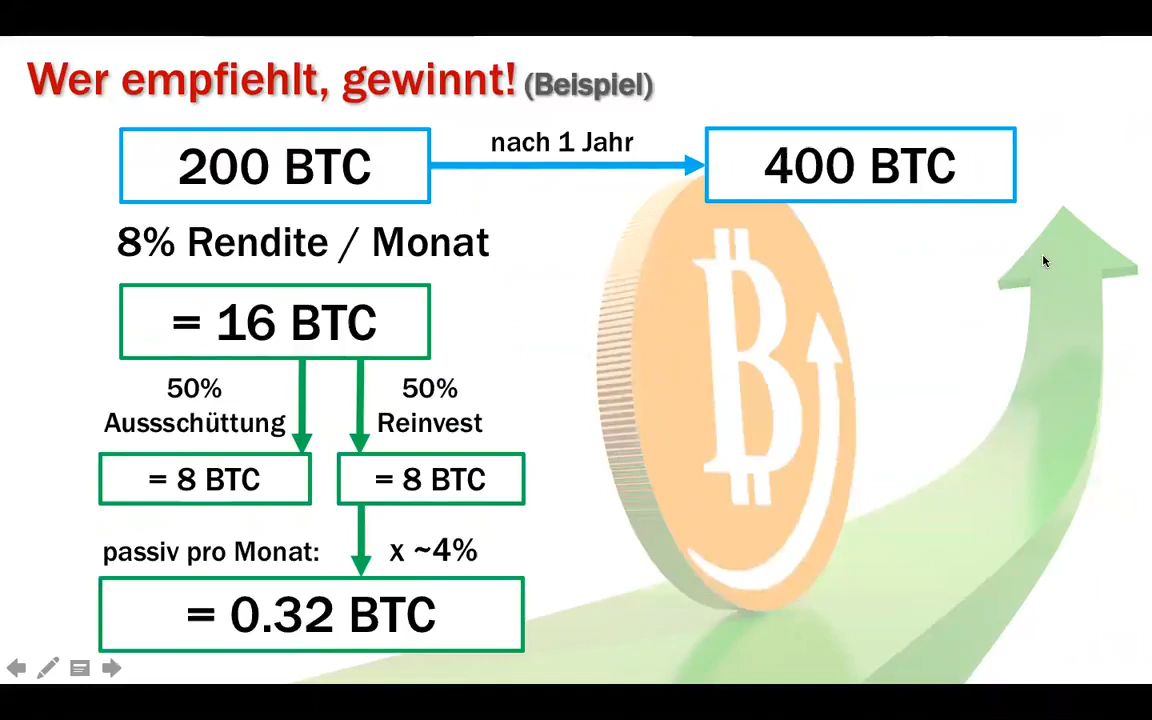 Wer empfiehlt, gewinnt! (Beispiel)
200 BTC
nach 1 Jahr
400 BTC
8% Rendite / Monat
= 16 BTC
50%
Aussschüttung
50%
Reinvest
= 8 BTC
= 8 BTC
passiv pro Monat:
x ~4%
= 0.32 BTC